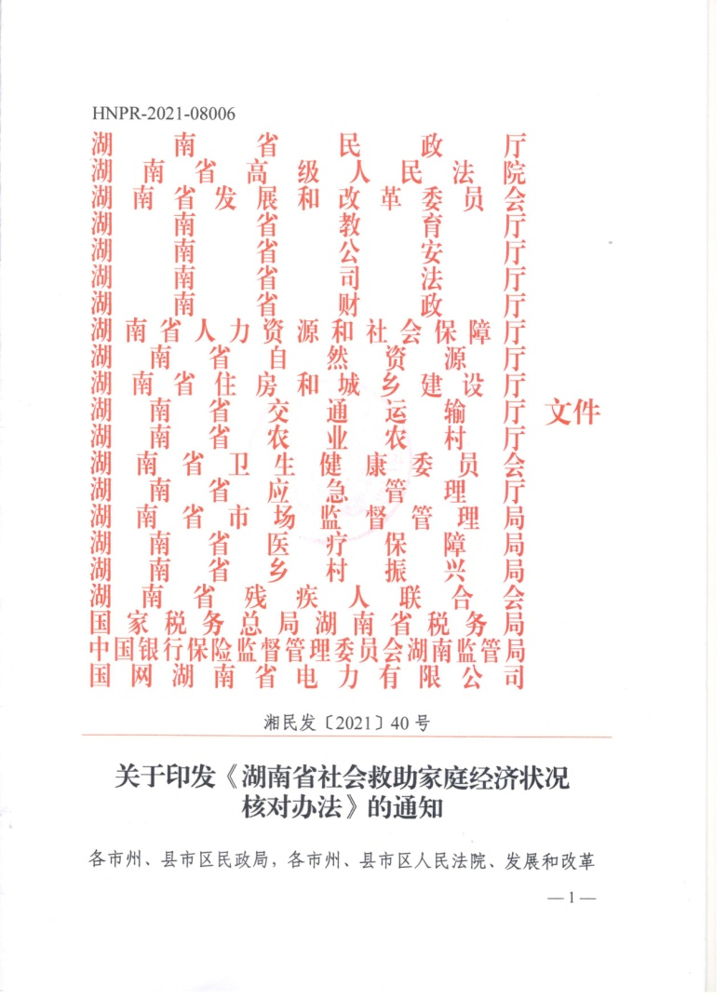 HNPR-2021-08006
湖南省民政厅
湖南省高级人民法院
湖南省发展和改革委员会
湖南省教育厅
湖南省公安厅
湖南省司法厅
湖南省财政厅
湖南省人力资源和社会保障厅
湖南省自然资源厅
湖南省住房和城乡建设厅
湖南省交通运输厅 文件
湖南省农业农村厅
湖南省卫生健康委员会
湖南省应急管理厅
湖南省市场监督管理局
湖南省医疗保障局
湖南省乡村振兴局
湖南省残疾人联合会
国家税务总局湖南省税务局
中国银行保险监督管理委员会湖南监管局
国网湖南省电力有限公司
湘民发〔2021〕40号
关于印发《湖南省社会救助家庭经济状况
核对办法》的通知
各市州、县市区民政局，各市州、县市区人民法院、发展和改革
—1—